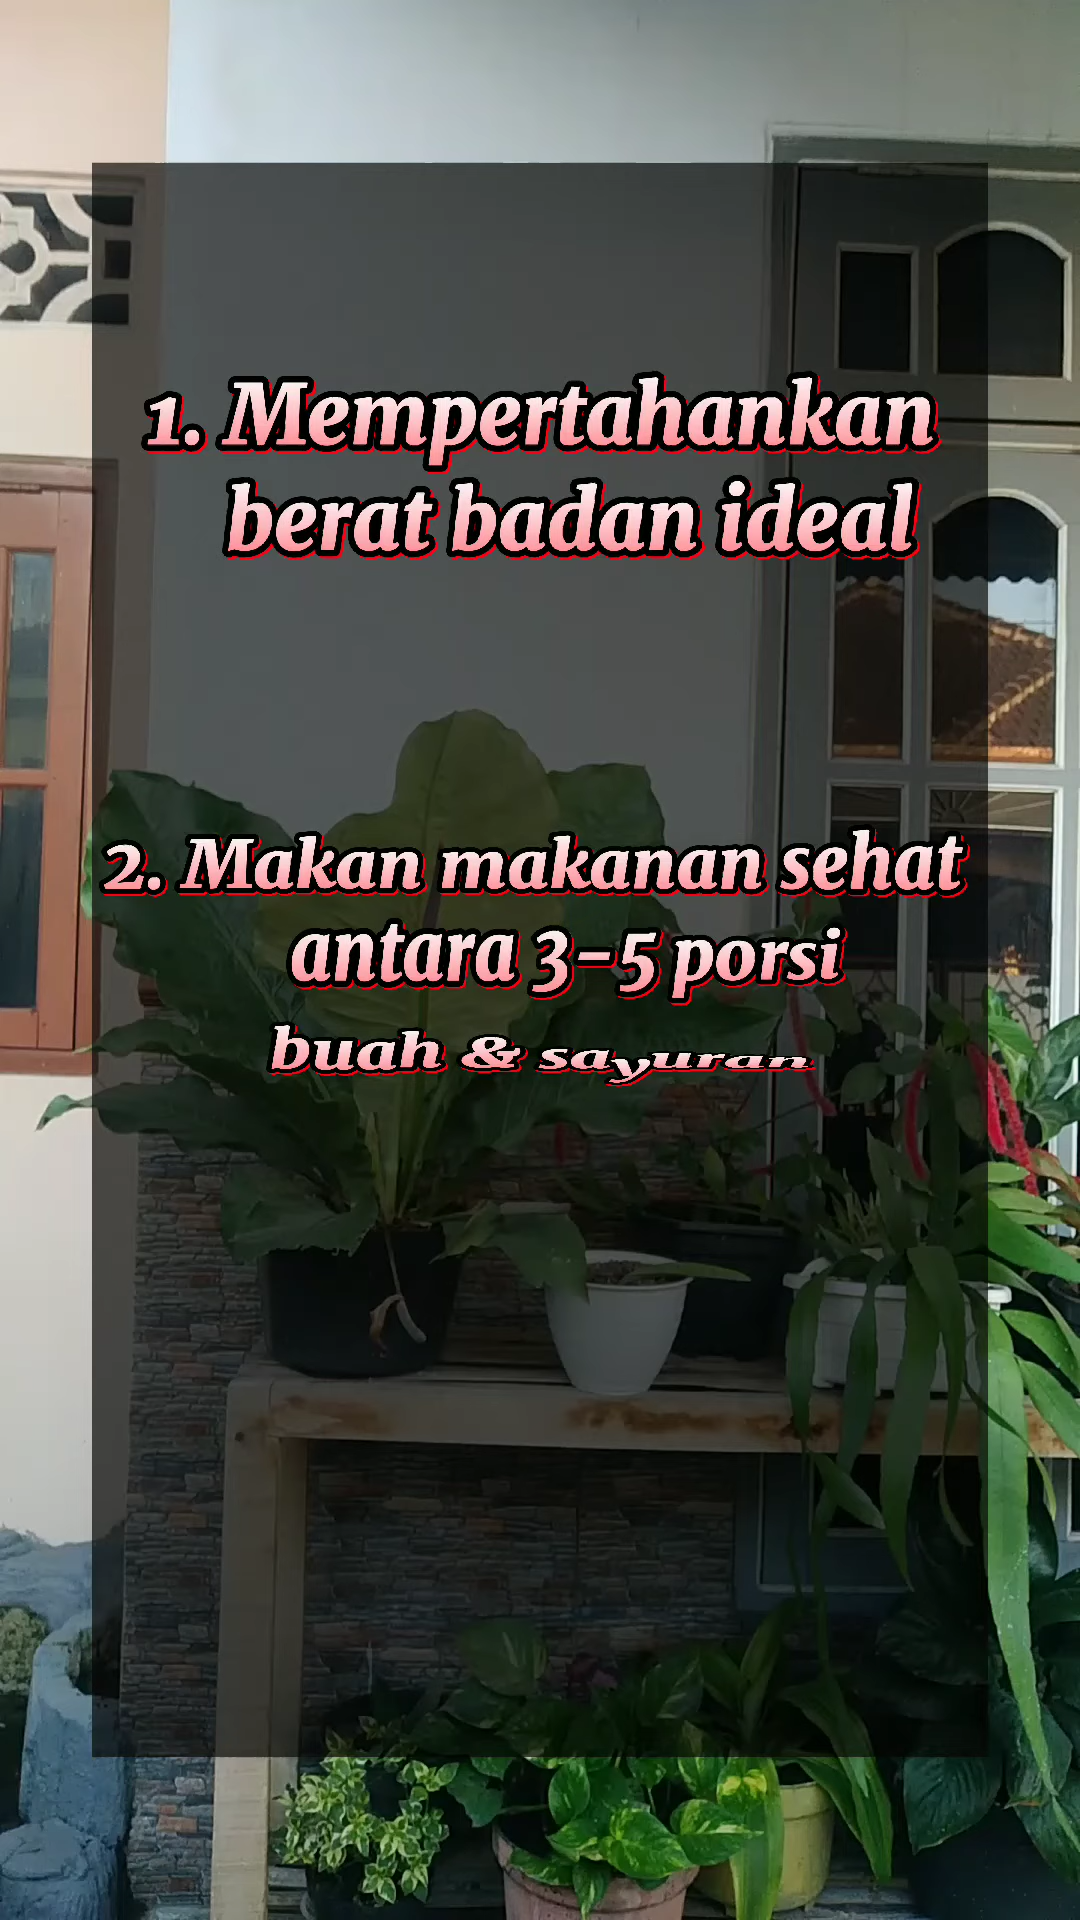 1. Mempertahankan
berat badan ideal
2. Makan makanan sehat
antara 3-5 porsi
buah & sayuran